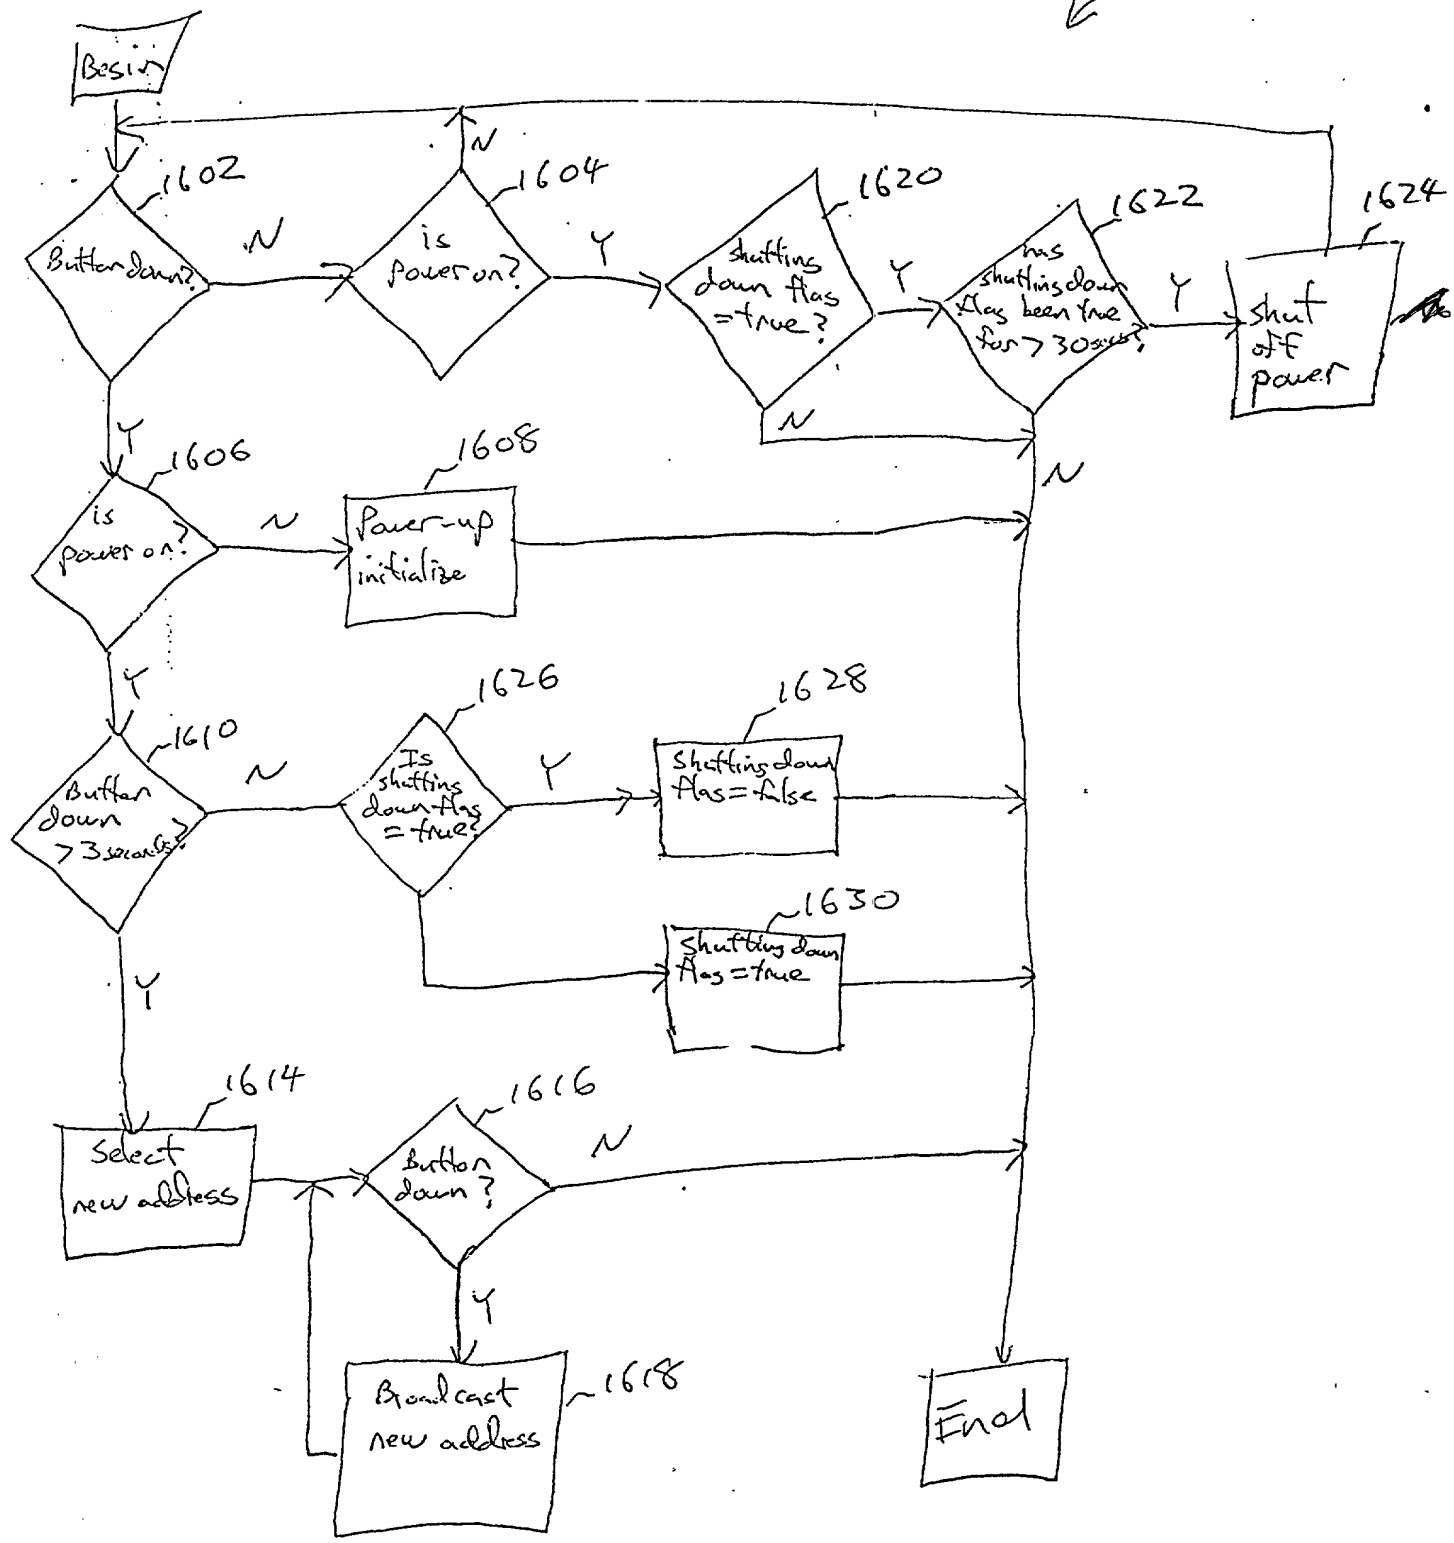 Begin
1602
Button down?
N
1604
is
power on?
N
Y
1620
shutting
down flag
= true?
Y
N
1622
has
shutting down
flag been true
for > 30 secs?
Y
N
1624
shut
off
power
Y
1606
is
power on?
N
1608
Power-up
initialize
Y
1610
Button
down
> 3 seconds?
N
1626
Is
shutting
down flag
= true?
Y
1628
Shutting down
flag = false
1630
Shutting down
flag = true
Y
1614
Select
new address
1616
Button
down?
N
Y
1618
Broadcast
new address
End